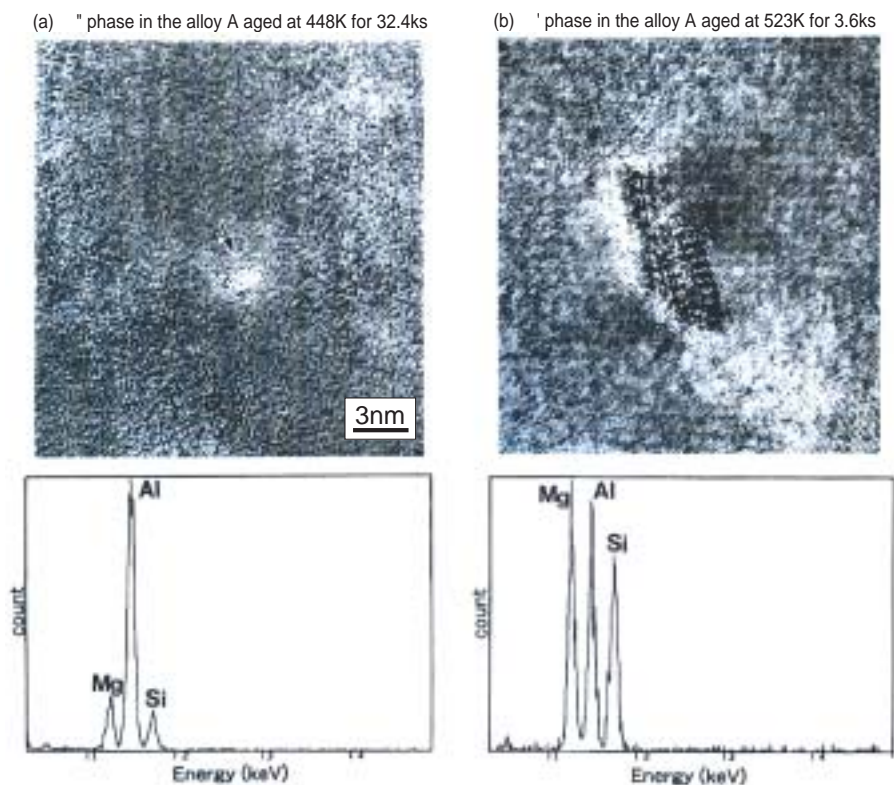 (a) " phase in the alloy A aged at 448K for 32.4ks
(b) ' phase in the alloy A aged at 523K for 3.6ks
3nm
Al
Mg
Si
count
Energy (keV)
Mg
Al
Si
count
Energy (keV)